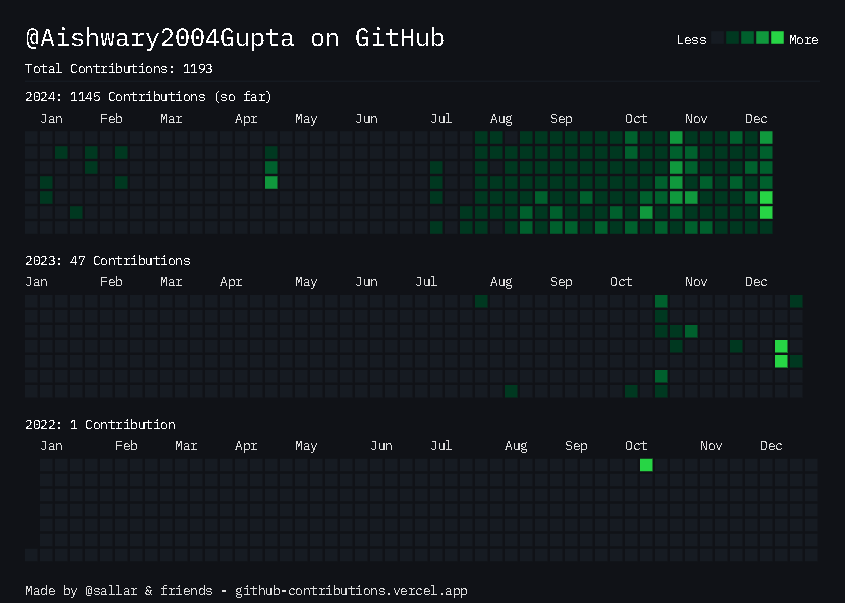 @Aishwary2004Gupta on GitHub
Less More
Total Contributions: 1193
2024: 1145 Contributions (so far)
Jan Feb Mar Apr May Jun Jul Aug Sep Oct Nov Dec
2023: 47 Contributions
Jan Feb Mar Apr May Jun Jul Aug Sep Oct Nov Dec
2022: 1 Contribution
Jan Feb Mar Apr May Jun Jul Aug Sep Oct Nov Dec
Made by @sallar & friends - github-contributions.vercel.app